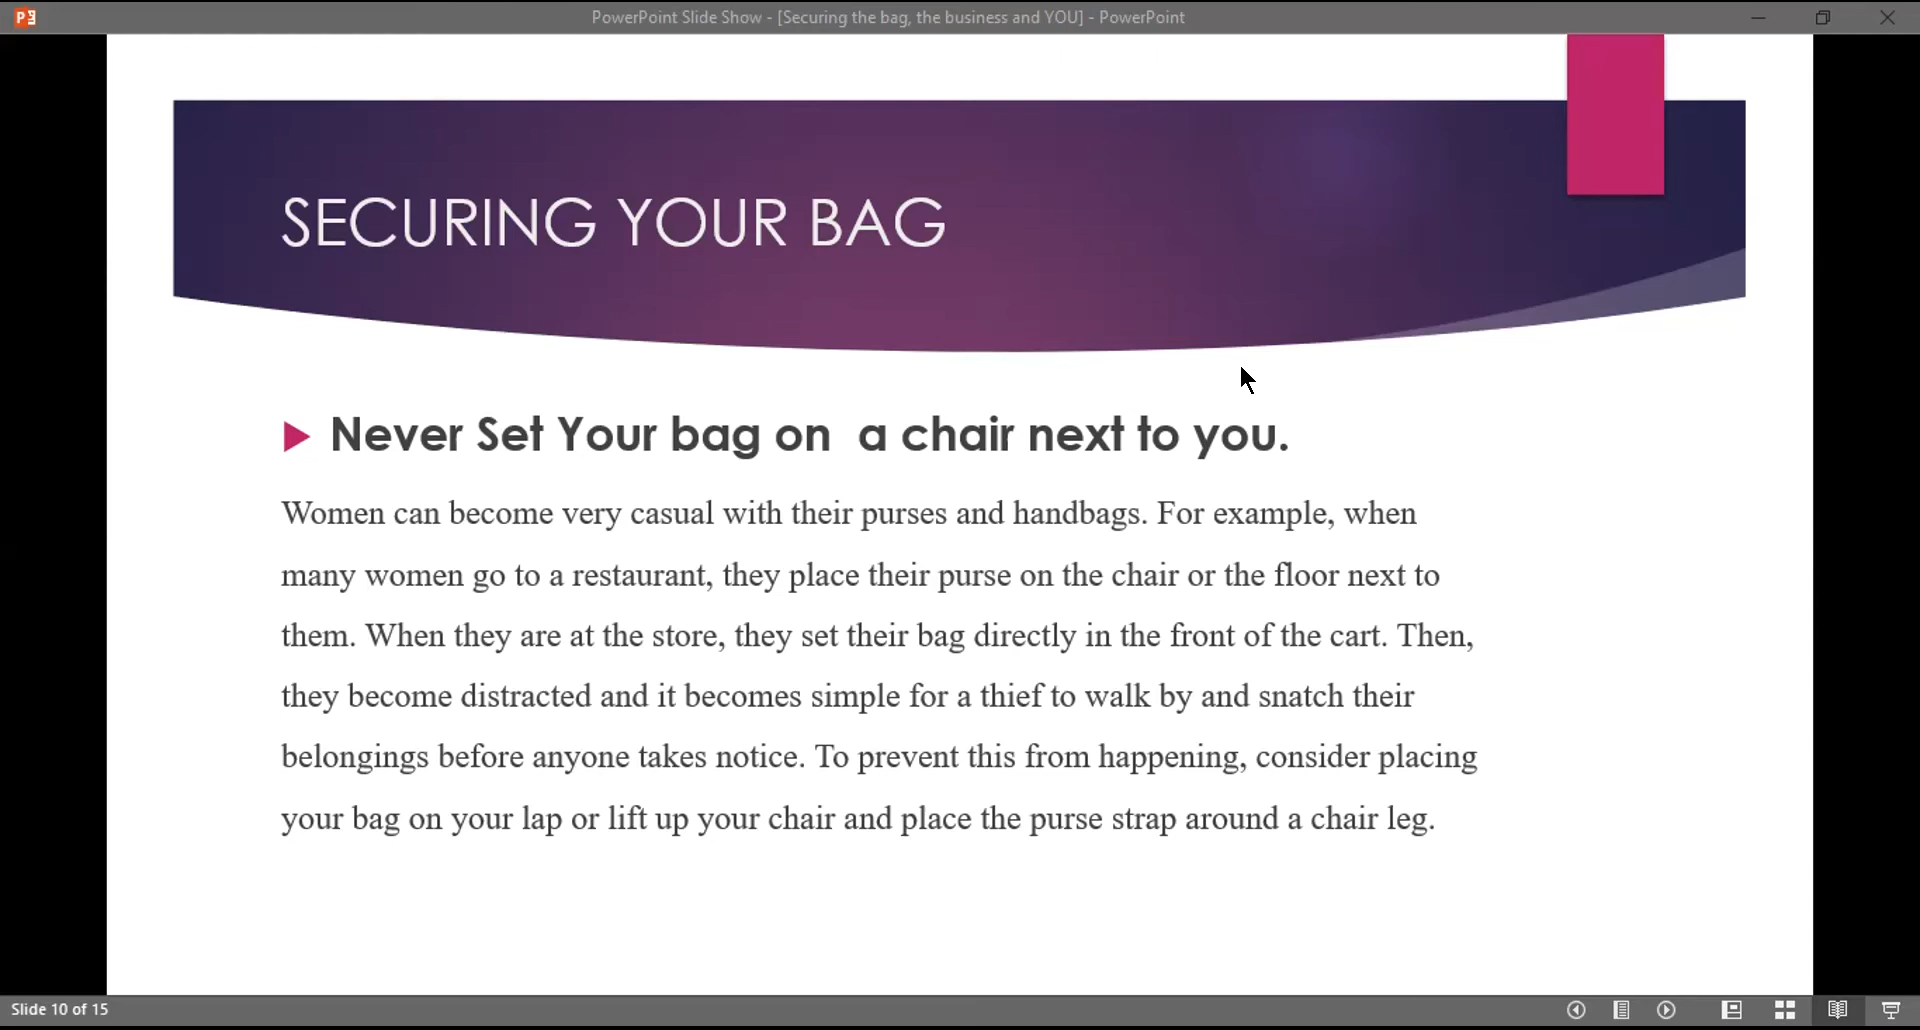 PowerPoint Slide Show - [Securing the bag, the business and YOU] - PowerPoint
SECURING YOUR BAG
Never Set Your bag on  a chair next to you.
Women can become very casual with their purses and handbags. For example, when
many women go to a restaurant, they place their purse on the chair or the floor next to
them. When they are at the store, they set their bag directly in the front of the cart. Then,
they become distracted and it becomes simple for a thief to walk by and snatch their
belongings before anyone takes notice. To prevent this from happening, consider placing
your bag on your lap or lift up your chair and place the purse strap around a chair leg.
Slide 10 of 15